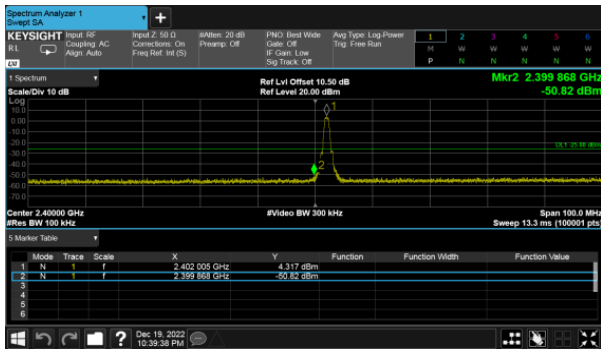 Spectrum Analyzer 1
Swept SA
+
KEYSIGHT
RL
Input: RF
Coupling: AC
Align: Auto
Input Z: 50 Ω
Corrections: On
Freq Ref: Int (S)
#Atten: 20 dB
Preamp: Off
PNO: Best Wide
Gate: Off
IF Gain: Low
Sig Track: Off
Avg Type: Log-Power
Trig: Free Run
1 2 3 4 5 6
M W W W W W
P N N N N N
1 Spectrum
Scale/Div 10 dB
Ref Lvl Offset 10.50 dB
Ref Level 20.00 dBm
Mkr2 2.399 868 GHz
-50.82 dBm
Log
10.0
0.00
-10.0
-20.0
-30.0
-40.0
-50.0
-60.0
-70.0
1
2
Center 2.40000 GHz
#Res BW 100 kHz
#Video BW 300 kHz
Span 100.0 MHz
Sweep 13.3 ms (100001 pts)
5 Marker Table
Mode Trace Scale X Y Function Function Width Function Value
1 N 1 f 2.402 005 GHz 4.317 dBm
2 N 1 f 2.399 868 GHz -50.82 dBm
3
4
5
6
?
Dec 19, 2022
10:39:38 PM